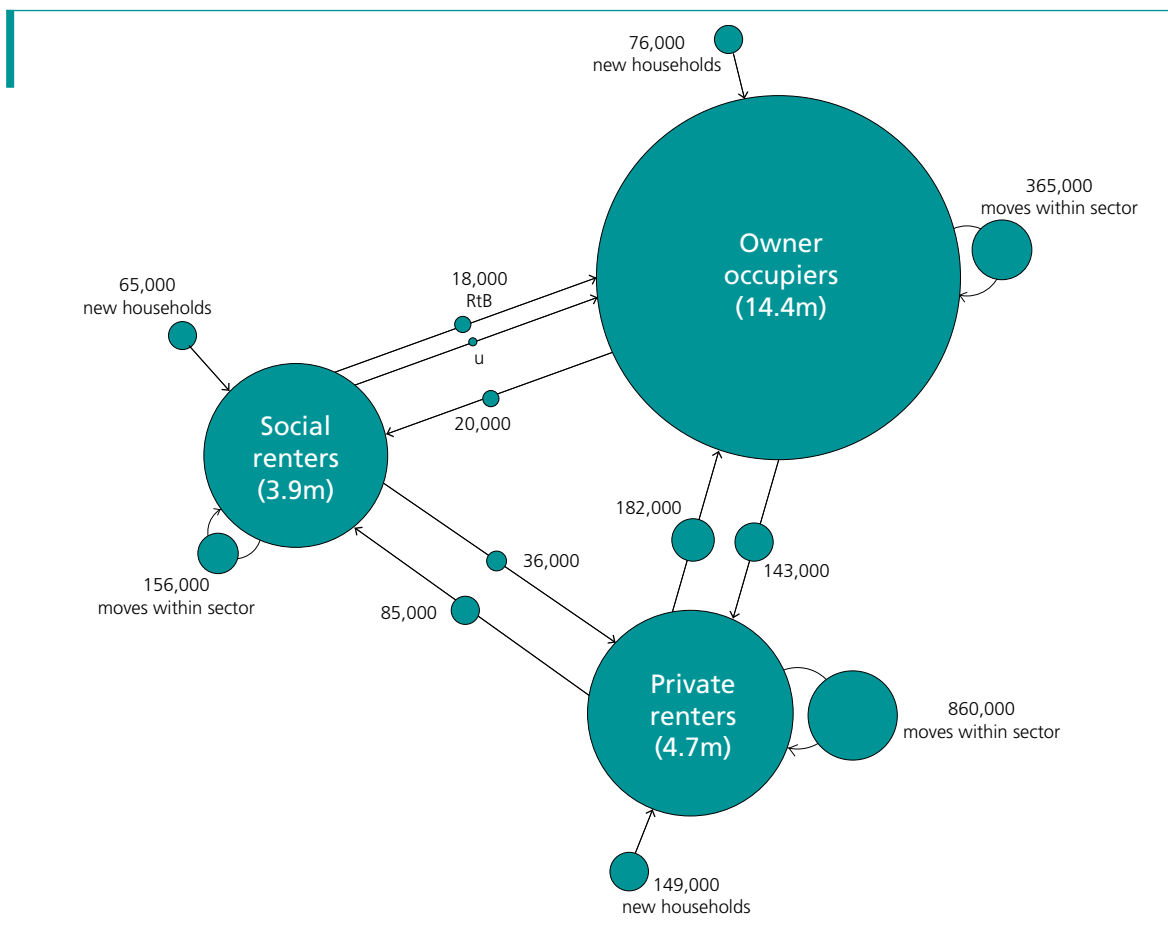 76,000
new households
365,000
moves within sector
Owner
occupiers
(14.4m)
18,000
RtB
65,000
new households
u
20,000
Social
renters
(3.9m)
182,000
143,000
36,000
156,000
moves within sector
85,000
Private
renters
(4.7m)
860,000
moves within sector
149,000
new households